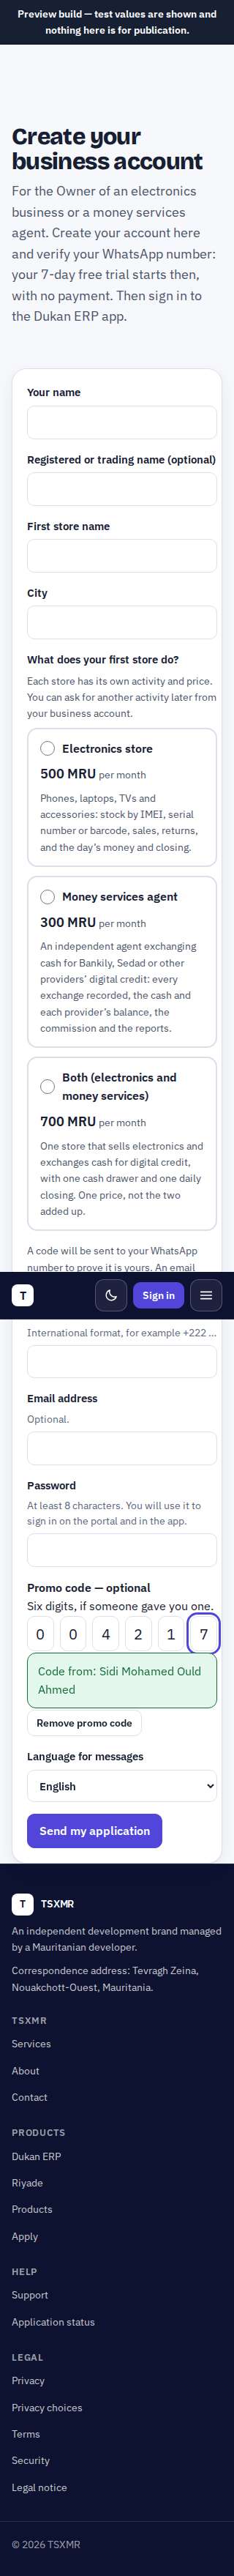 Preview build — test values are shown and
nothing here is for publication.
Create your
business account
For the Owner of an electronics
business or a money services
agent. Create your account here
and verify your WhatsApp number:
your 7-day free trial starts then,
with no payment. Then sign in to
the Dukan ERP app.
Your name
Registered or trading name (optional)
First store name
City
What does your first store do?
Each store has its own activity and price.
You can ask for another activity later from
your business account.
Electronics store
500 MRU per month
Phones, laptops, TVs and
accessories: stock by IMEI, serial
number or barcode, sales, returns,
and the day’s money and closing.
Money services agent
300 MRU per month
An independent agent exchanging
cash for Bankily, Sedad or other
providers’ digital credit: every
exchange recorded, the cash and
each provider’s balance, the
commission and the reports.
Both (electronics and
money services)
700 MRU per month
One store that sells electronics and
exchanges cash for digital credit,
with one cash drawer and one daily
closing. One price, not the two
added up.
A code will be sent to your WhatsApp
number to prove it is yours. An email
T
Sign in
International format, for example +222 …
Email address
Optional.
Password
At least 8 characters. You will use it to
sign in on the portal and in the app.
Promo code — optional
Six digits, if someone gave you one.
0 0 4 2 1 7
Code from: Sidi Mohamed Ould
Ahmed
Remove promo code
Language for messages
English
Send my application
T TSXMR
An independent development brand managed
by a Mauritanian developer.
Correspondence address: Tevragh Zeina,
Nouakchott-Ouest, Mauritania.
TSXMR
Services
About
Contact
PRODUCTS
Dukan ERP
Riyade
Products
Apply
HELP
Support
Application status
LEGAL
Privacy
Privacy choices
Terms
Security
Legal notice
© 2026 TSXMR